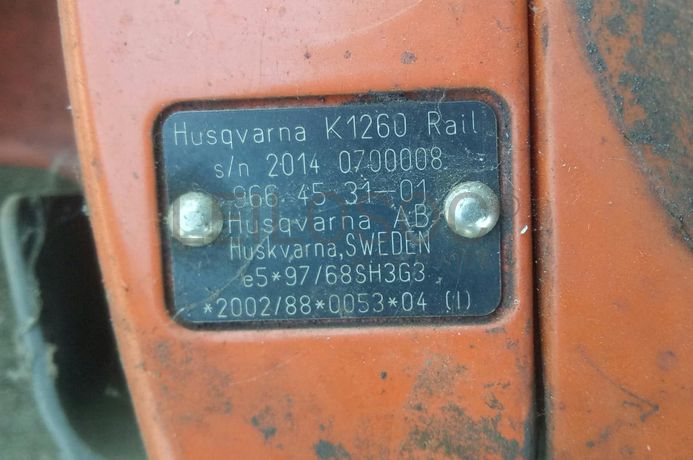 Husqvarna K1260 Rail
s/n 2014 0700008
966 45 31-01
Husqvarna AB
Huskvarna, SWEDEN
e5*97/68SH3G3
*2002/88*0053*04 (I)